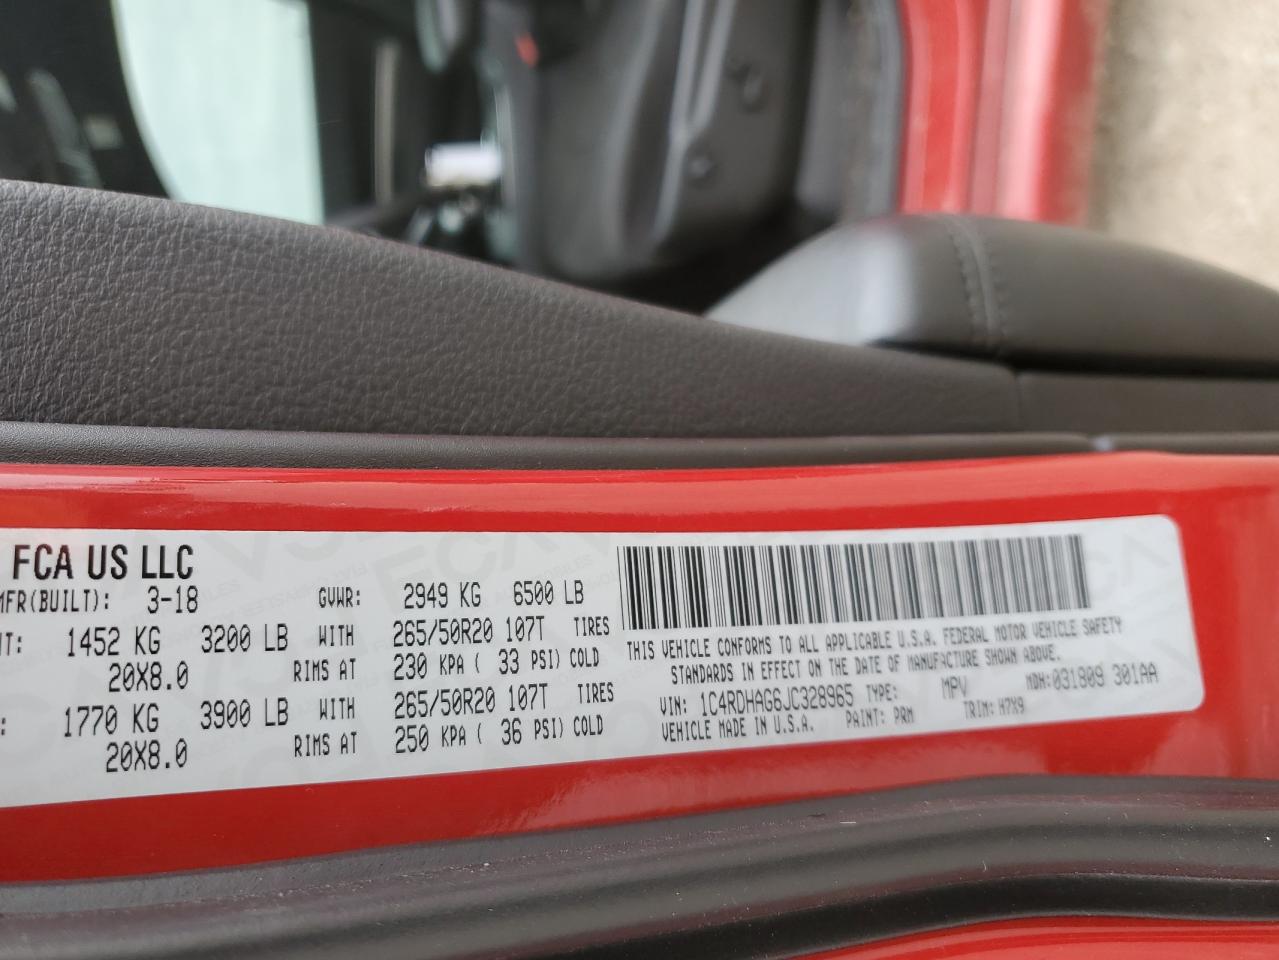 FCA US LLC
MFR(BUILT): 3-18 GVWR: 2949 KG 6500 LB
NT: 1452 KG 3200 LB WITH 265/50R20 107T TIRES
20X8.0 RIMS AT 230 KPA ( 33 PSI) COLD
: 1770 KG 3900 LB WITH 265/50R20 107T TIRES
20X8.0 RIMS AT 250 KPA ( 36 PSI) COLD
THIS VEHICLE CONFORMS TO ALL APPLICABLE U.S.A. FEDERAL MOTOR VEHICLE SAFETY
STANDARDS IN EFFECT ON THE DATE OF MANUFACTURE SHOWN ABOVE.
VIN: 1C4RDHAG6JC328965 TYPE: MPV MDH: 031809 301AA
VEHICLE MADE IN U.S.A. PAINT: PRM TRIM: H7X9